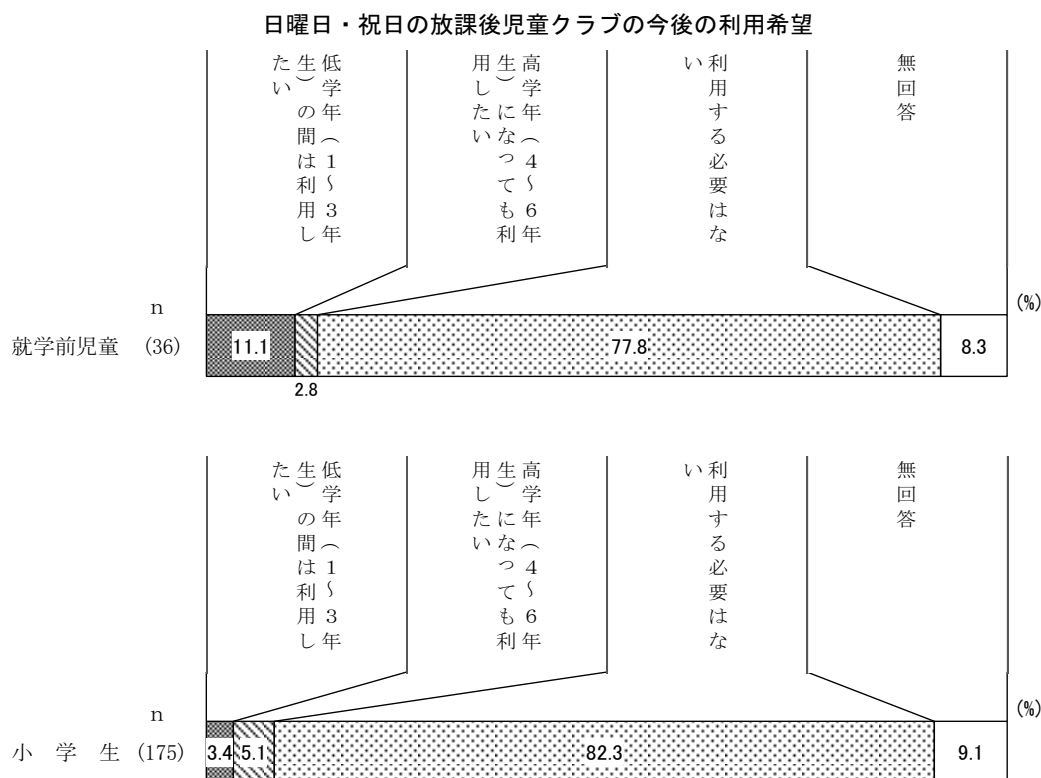 日曜日・祝日の放課後児童クラブの今後の利用希望
低学年（１～３年
生）の間は利用し
たい
高学年（４～６年
生）になっても利
用したい
利用する必要はな
い
無回答
n
(%)
就学前児童 (36)
11.1
77.8
8.3
2.8
低学年（１～３年
生）の間は利用し
たい
高学年（４～６年
生）になっても利
用したい
利用する必要はな
い
無回答
n
(%)
小学生 (175)
3.4
5.1
82.3
9.1